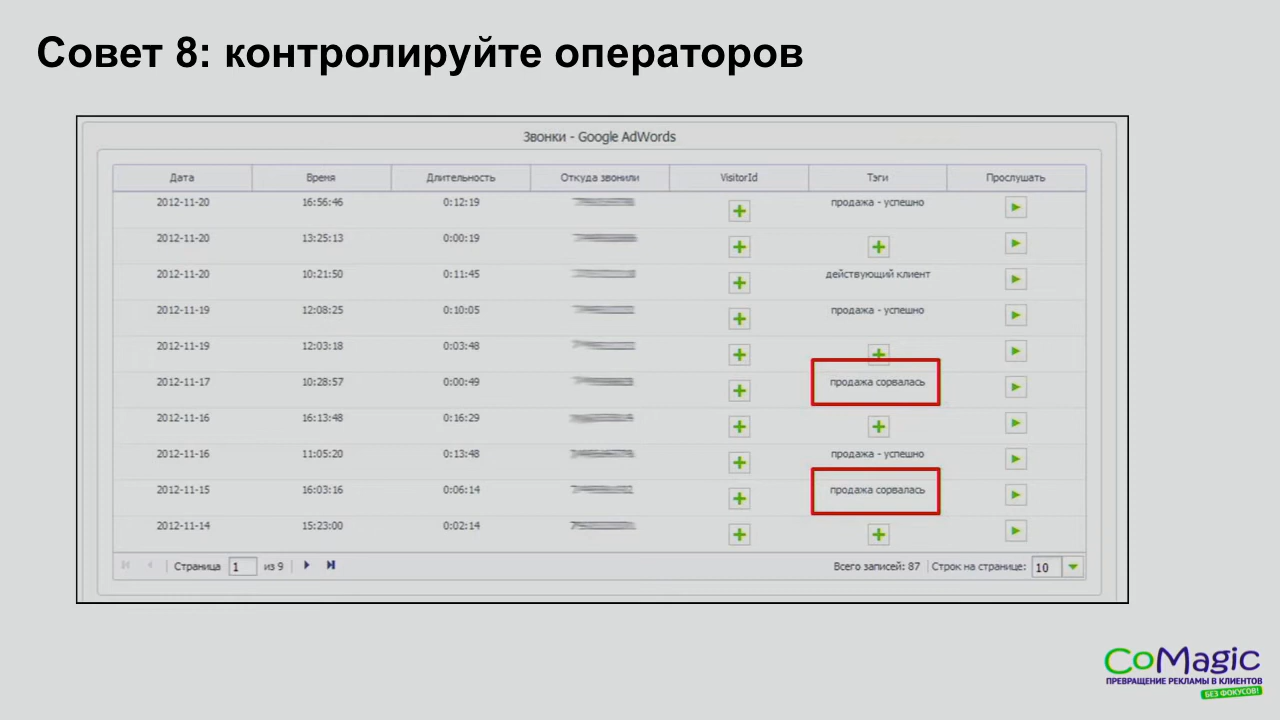 Совет 8: контролируйте операторов
Звонки - Google AdWords
Дата Время Длительность Откуда звонили VisitorId Тэги Прослушать
2012-11-20 16:56:46 0:12:19 продажа - успешно
2012-11-20 13:25:13 0:00:19
2012-11-20 10:21:50 0:11:45 действующий клиент
2012-11-19 12:08:25 0:10:05 продажа - успешно
2012-11-19 12:03:18 0:03:48
2012-11-17 10:28:57 0:00:49 продажа сорвалась
2012-11-16 16:13:48 0:16:29
2012-11-16 11:05:20 0:13:48 продажа - успешно
2012-11-15 16:03:16 0:06:14 продажа сорвалась
2012-11-14 15:23:00 0:02:14
Страница 1 из 9 Всего записей: 87 Строк на странице: 10
CoMagic
ПРЕВРАЩЕНИЕ РЕКЛАМЫ В КЛИЕНТОВ
БЕЗ ФОКУСОВ!